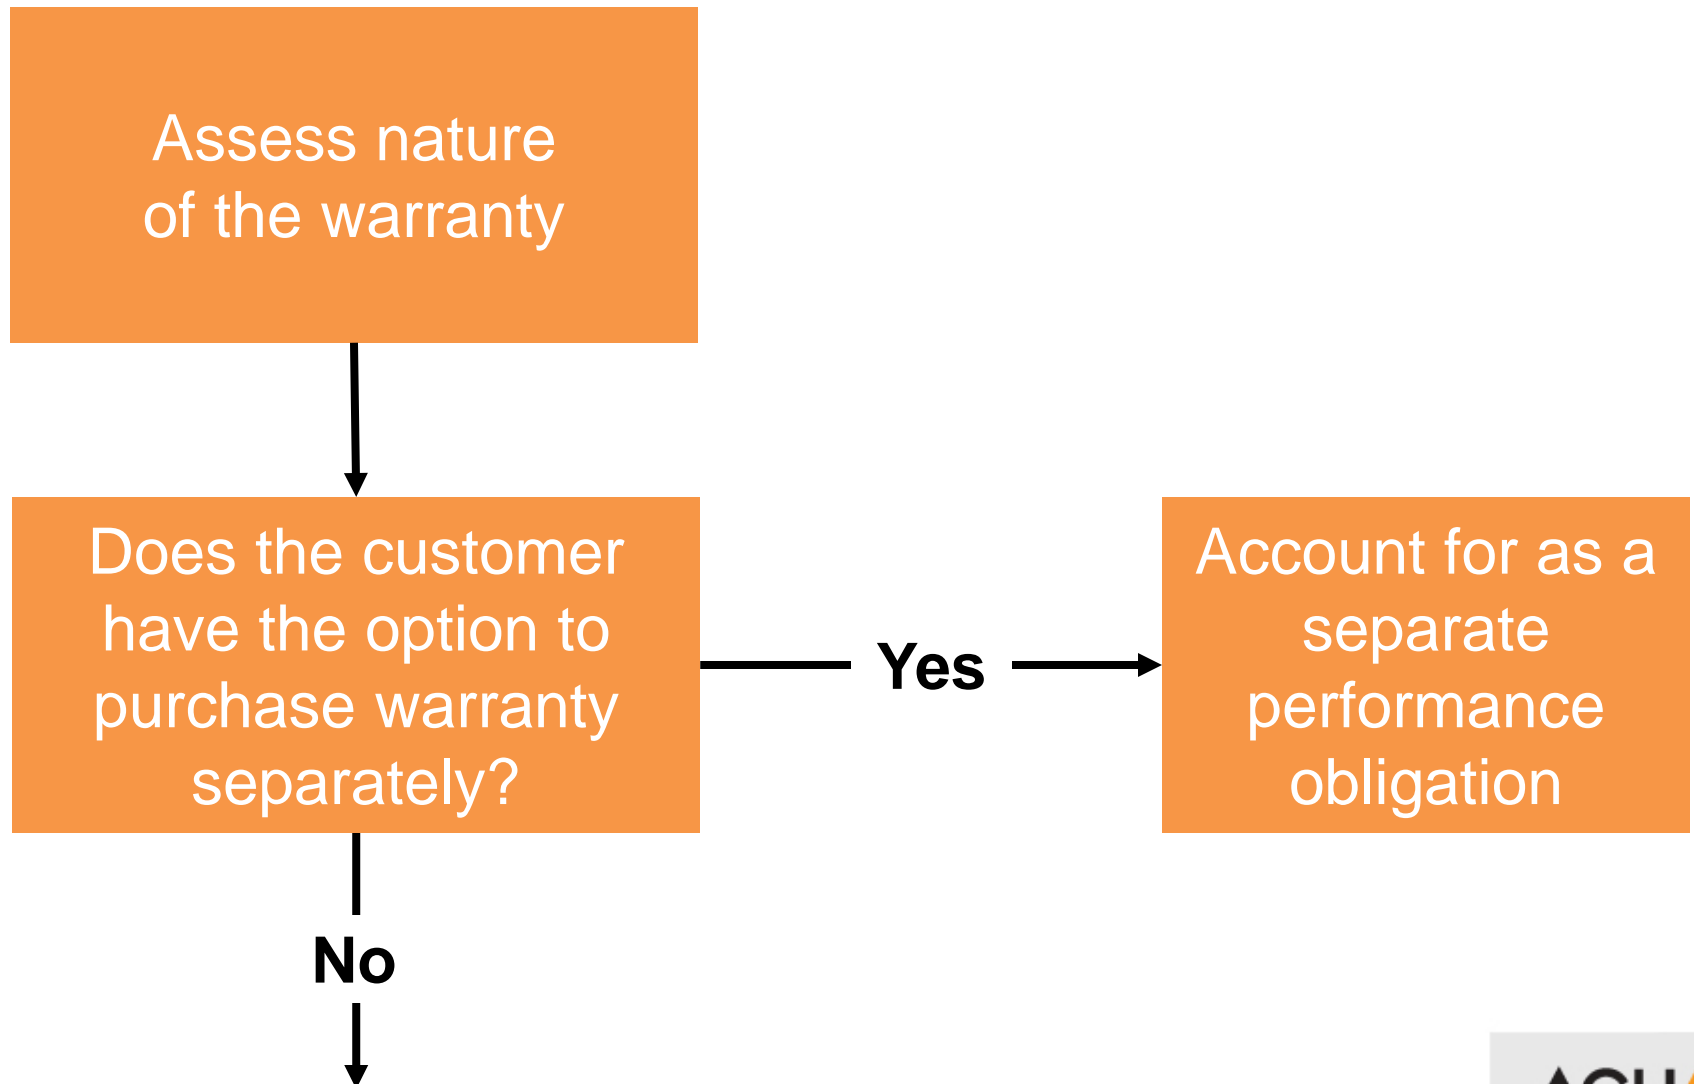 Assess nature
of the warranty
Does the customer
have the option to
purchase warranty
separately?
Yes
Account for as a
separate
performance
obligation
No